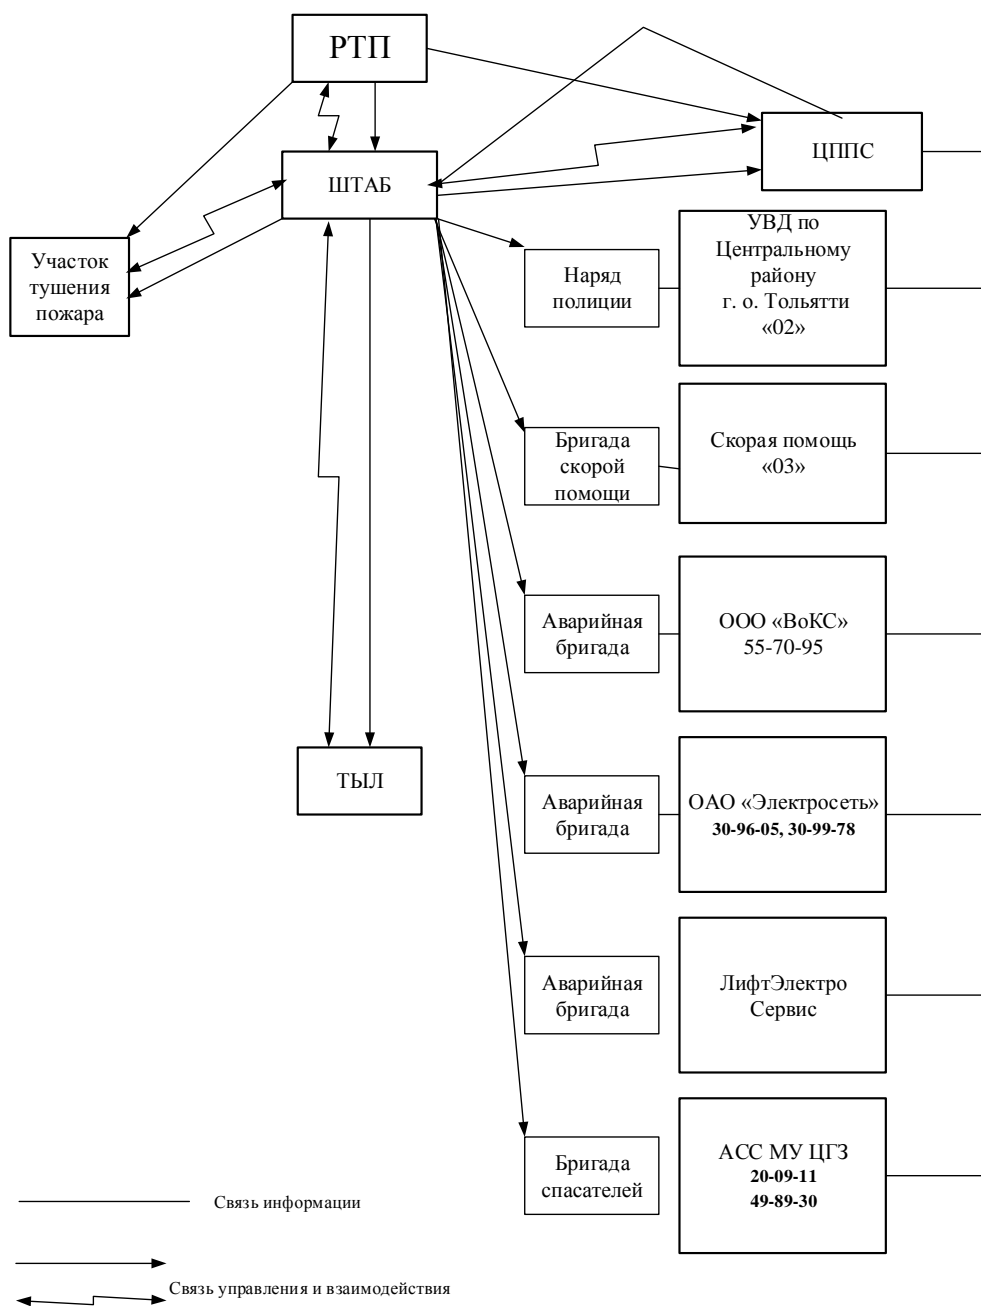 РТП
ЦППС
ШТАБ
Участок
тушения
пожара
Наряд
полиции
УВД по
Центральному
району
г. о. Тольятти
«02»
Бригада
скорой
помощи
Скорая помощь
«03»
Аварийная
бригада
ООО «ВоКС»
55-70-95
ТЫЛ
Аварийная
бригада
ОАО «Электросеть»
30-96-05, 30-99-78
Аварийная
бригада
ЛифтЭлектро
Сервис
Бригада
спасателей
АСС МУ ЦГЗ
20-09-11
49-89-30
Связь информации
Связь управления и взаимодействия